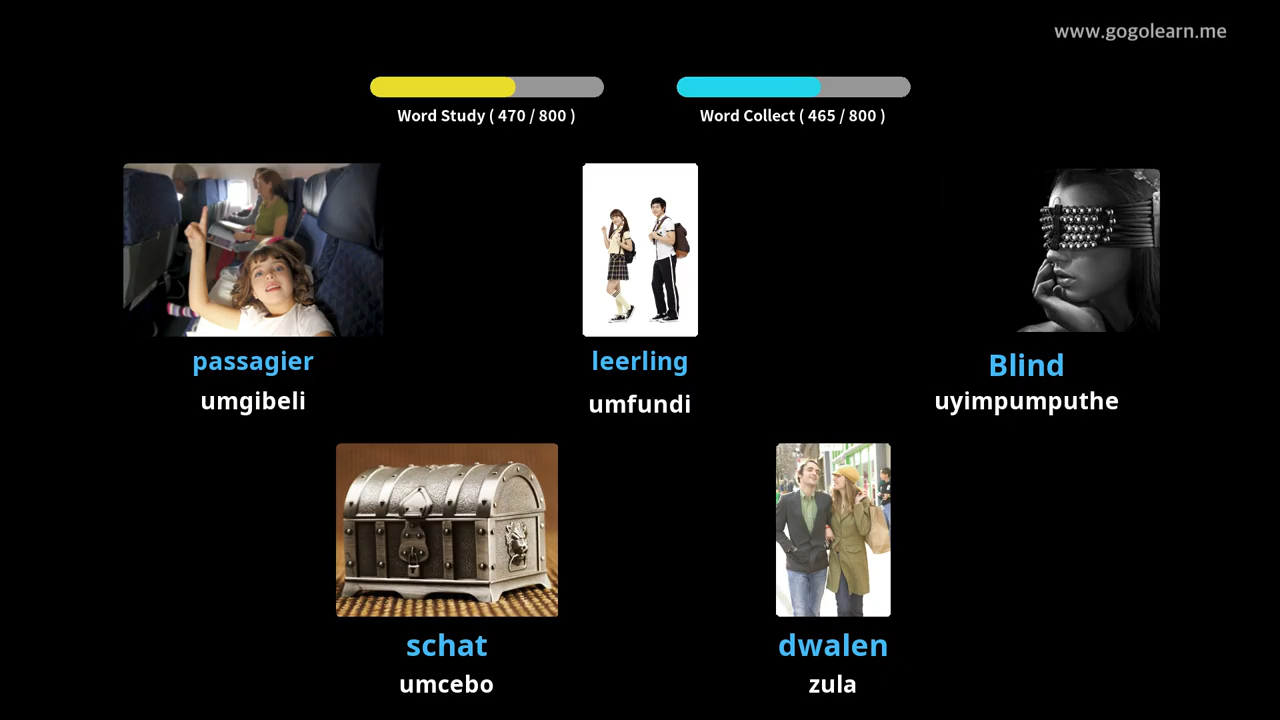 www.gogolearn.me
Word Study ( 470 / 800 )
Word Collect ( 465 / 800 )
passagier
umgibeli
leerling
umfundi
Blind
uyimpumputhe
schat
umcebo
dwalen
zula